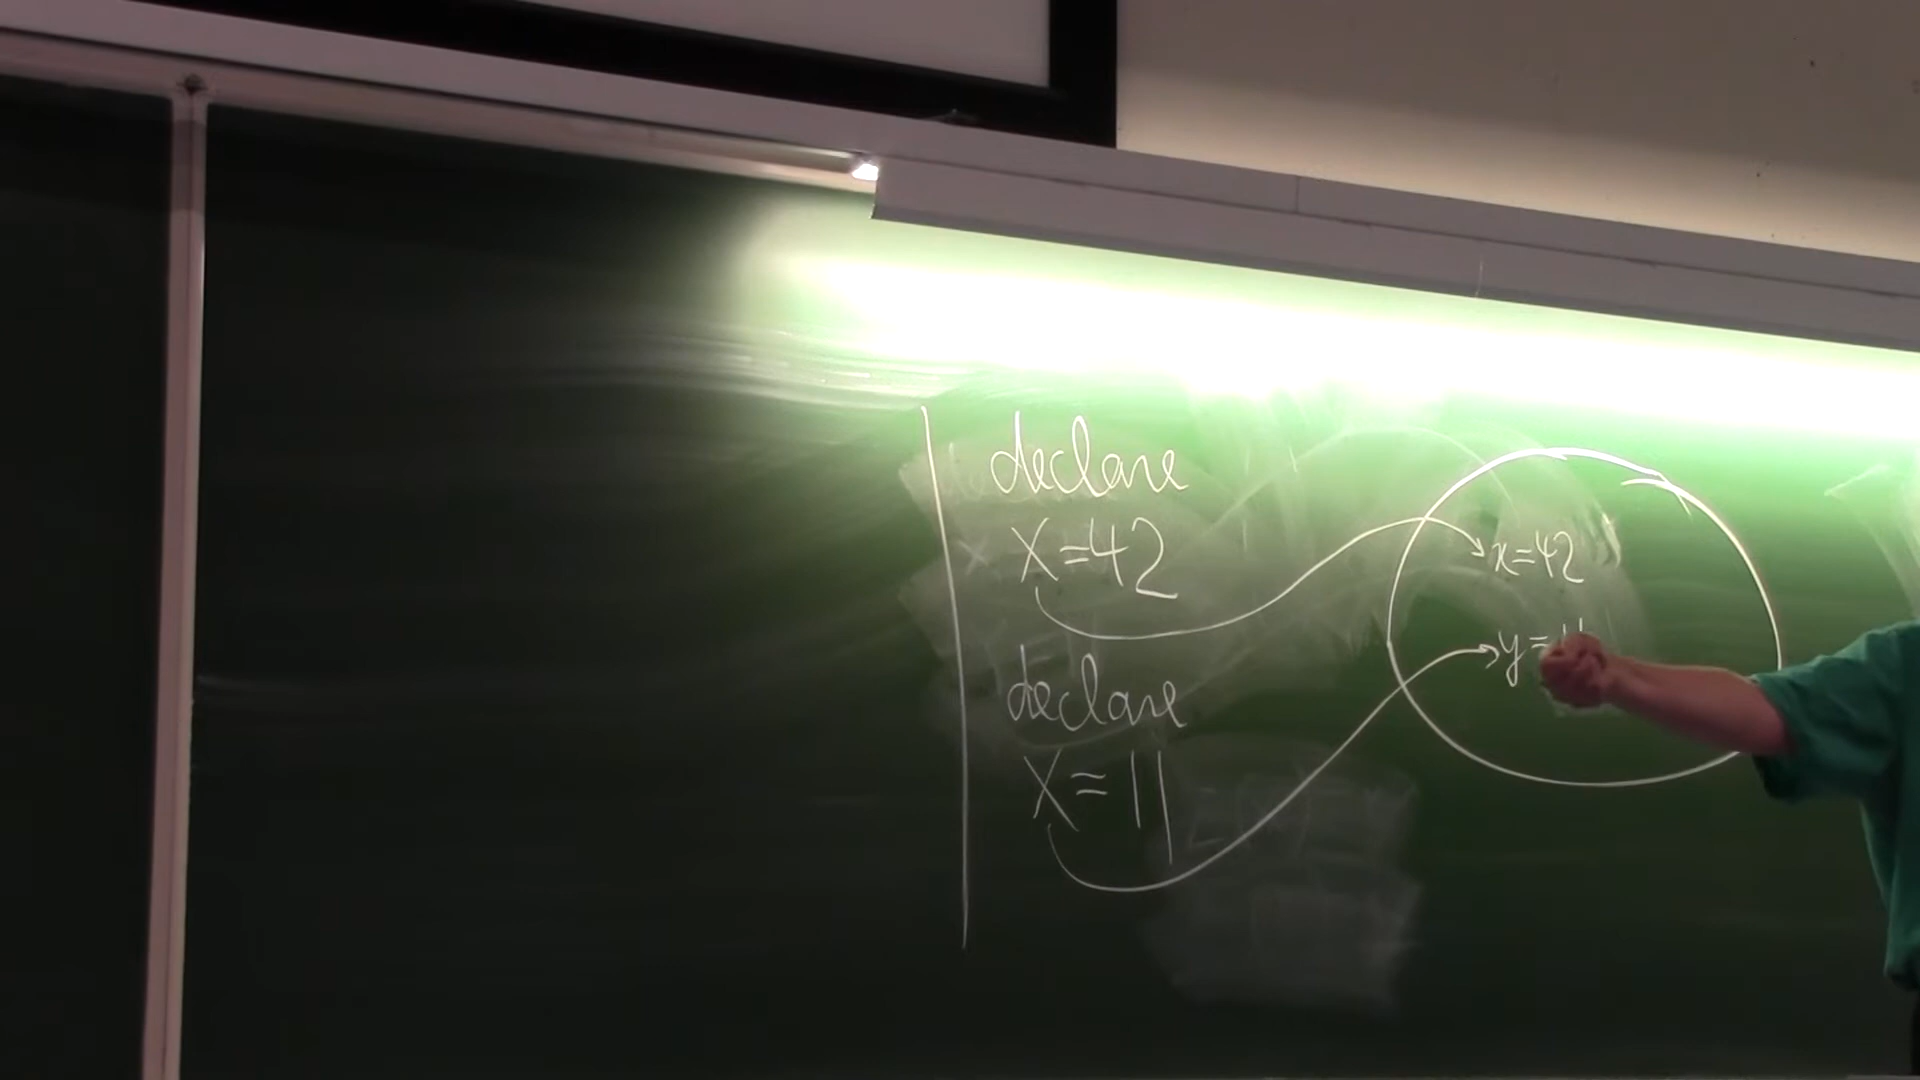 declare
X=42
declare
X=11
x=42
y=